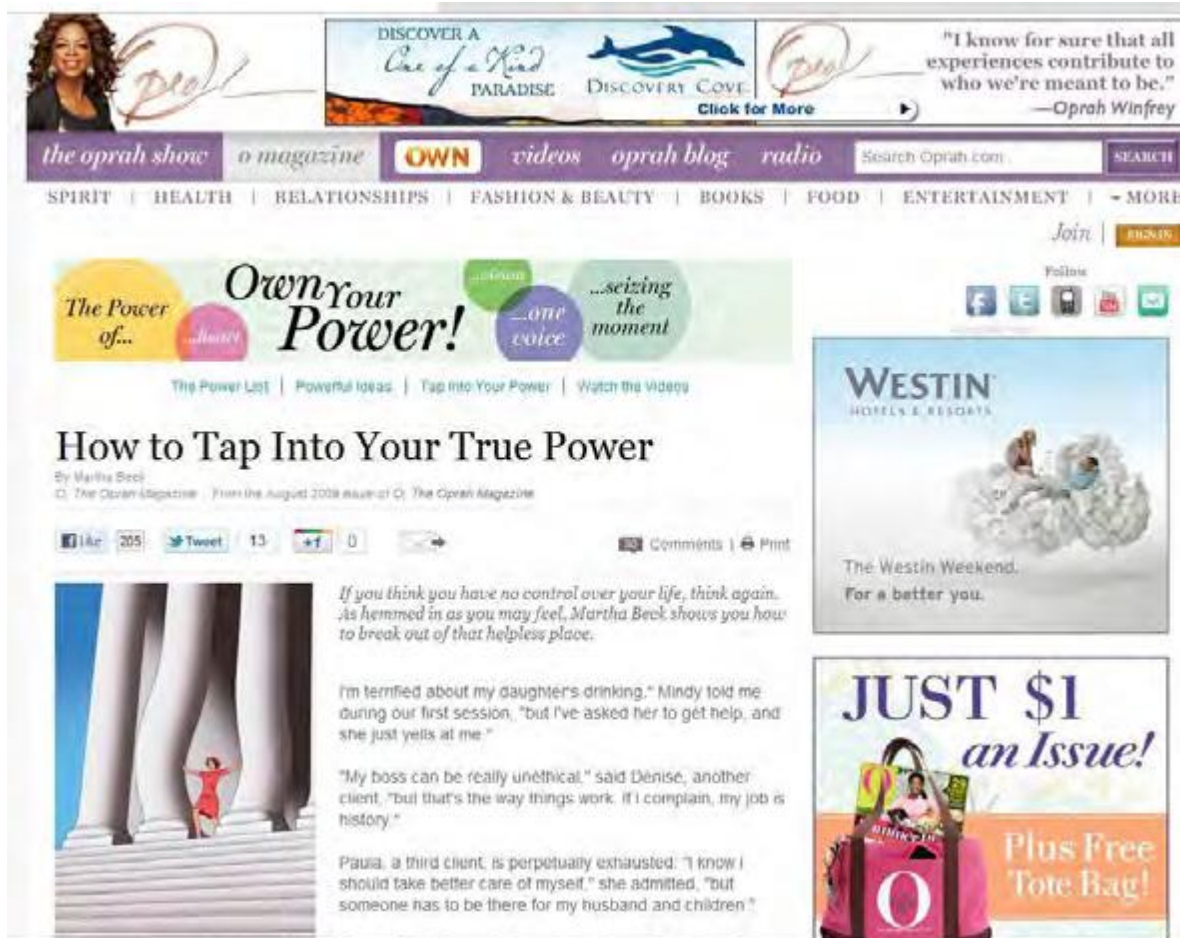 Oprah
DISCOVER A
One of a Kind
PARADISE
DISCOVERY COVE
Click for More
Oprah
"I know for sure that all
experiences contribute to
who we're meant to be."
—Oprah Winfrey
the oprah show o magazine OWN videos oprah blog radio Search Oprah.com SEARCH
SPIRIT | HEALTH | RELATIONSHIPS | FASHION & BEAUTY | BOOKS | FOOD | ENTERTAINMENT | MORE
Join | SIGN IN
Follow
The Power
of...
Own Your
Power!
...one
voice
...seizing
the
moment
The Power List | Powerful Ideas | Tap Into Your Power | Watch the Videos
How to Tap Into Your True Power
By Martha Beck
O, The Oprah Magazine From the August 2009 issue of O, The Oprah Magazine
Like 205 Tweet 13 +1 0
Comments | Print
If you think you have no control over your life, think again.
As hemmed in as you may feel, Martha Beck shows you how
to break out of that helpless place.
I'm terrified about my daughter's drinking," Mindy told me
during our first session, "but I've asked her to get help, and
she just yells at me."
"My boss can be really unethical," said Denise, another
client, "but that's the way things work. If I complain, my job is
history."
Paula, a third client, is perpetually exhausted. "I know I
should take better care of myself," she admitted, "but
someone has to be there for my husband and children."
WESTIN
HOTELS & RESORTS
The Westin Weekend.
For a better you.
JUST $1
an Issue!
Plus Free
Tote Bag!
O